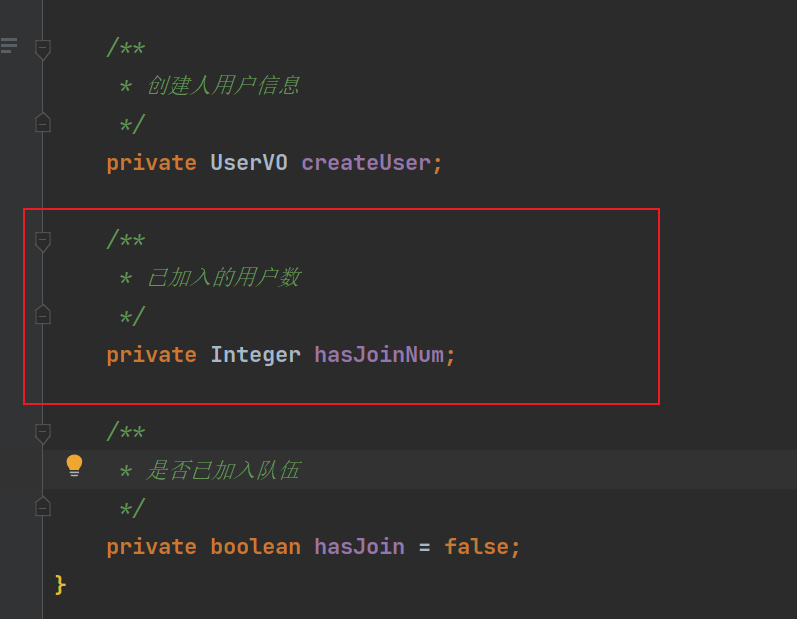 /**
* 创建人用户信息
*/
private UserVO createUser;
/**
* 已加入的用户数
*/
private Integer hasJoinNum;
/**
* 是否已加入队伍
*/
private boolean hasJoin = false;
}